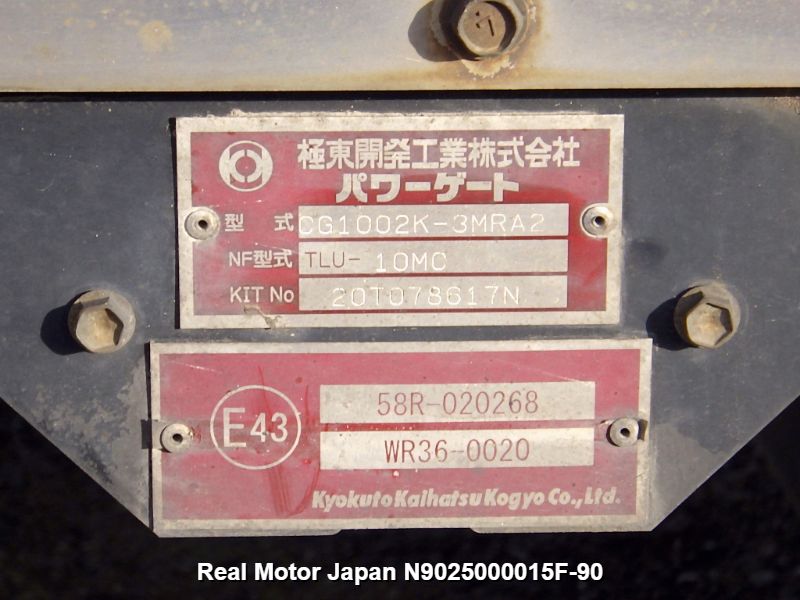 7
極東開発工業株式会社
パワーゲート
型 式 CG1002K-3MRA2
NF型式 TLU- 10MC
KIT No 20T078617N
E43
58R-020268
WR36-0020
Kyokuto Kaihatsu Kogyo Co., Ltd.
Real Motor Japan N9025000015F-90